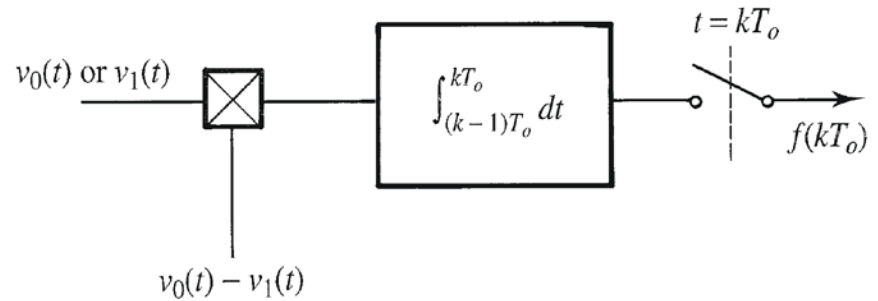 t = kTₒ
v₀(t) or v₁(t)
∫₍ₖ₋₁₎Tₒ^kTₒ dt
f(kTₒ)
v₀(t) – v₁(t)